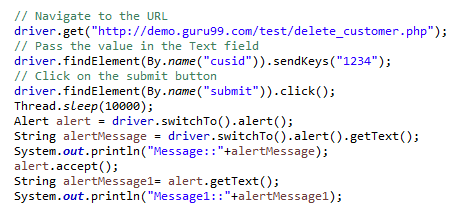 // Navigate to the URL
driver.get("http://demo.guru99.com/test/delete_customer.php");
// Pass the value in the Text field
driver.findElement(By.name("cusid")).sendKeys("1234");
// Click on the submit button
driver.findElement(By.name("submit")).click();
Thread.sleep(10000);
Alert alert = driver.switchTo().alert();
String alertMessage = driver.switchTo().alert().getText();
System.out.println("Message::"+alertMessage);
alert.accept();
String alertMessage1= alert.getText();
System.out.println("Message1::"+alertMessage1);